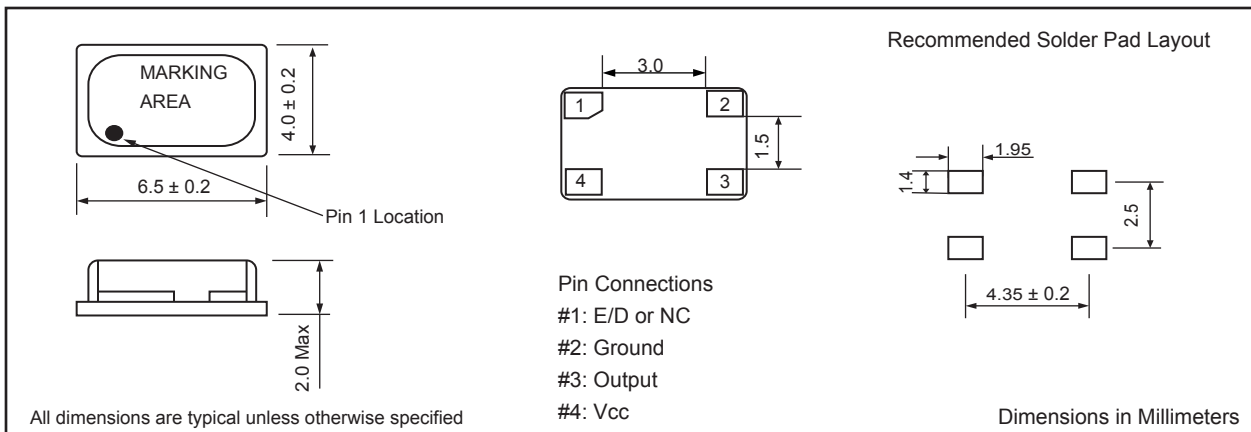 MARKING
AREA
4.0 ± 0.2
6.5 ± 0.2
Pin 1 Location
2.0 Max
All dimensions are typical unless otherwise specified
3.0
1
2
1.5
4
3
Pin Connections
#1: E/D or NC
#2: Ground
#3: Output
#4: Vcc
Recommended Solder Pad Layout
1.95
1.4
2.5
4.35 ± 0.2
Dimensions in Millimeters